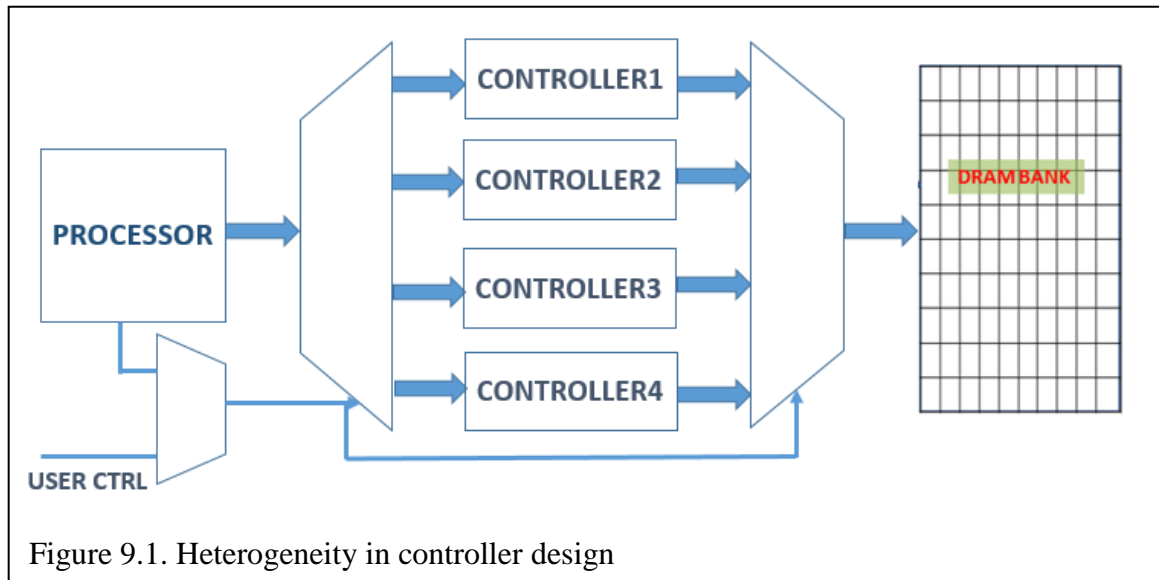 CONTROLLER1
CONTROLLER2
DRAM BANK
PROCESSOR
CONTROLLER3
CONTROLLER4
USER CTRL
Figure 9.1. Heterogeneity in controller design